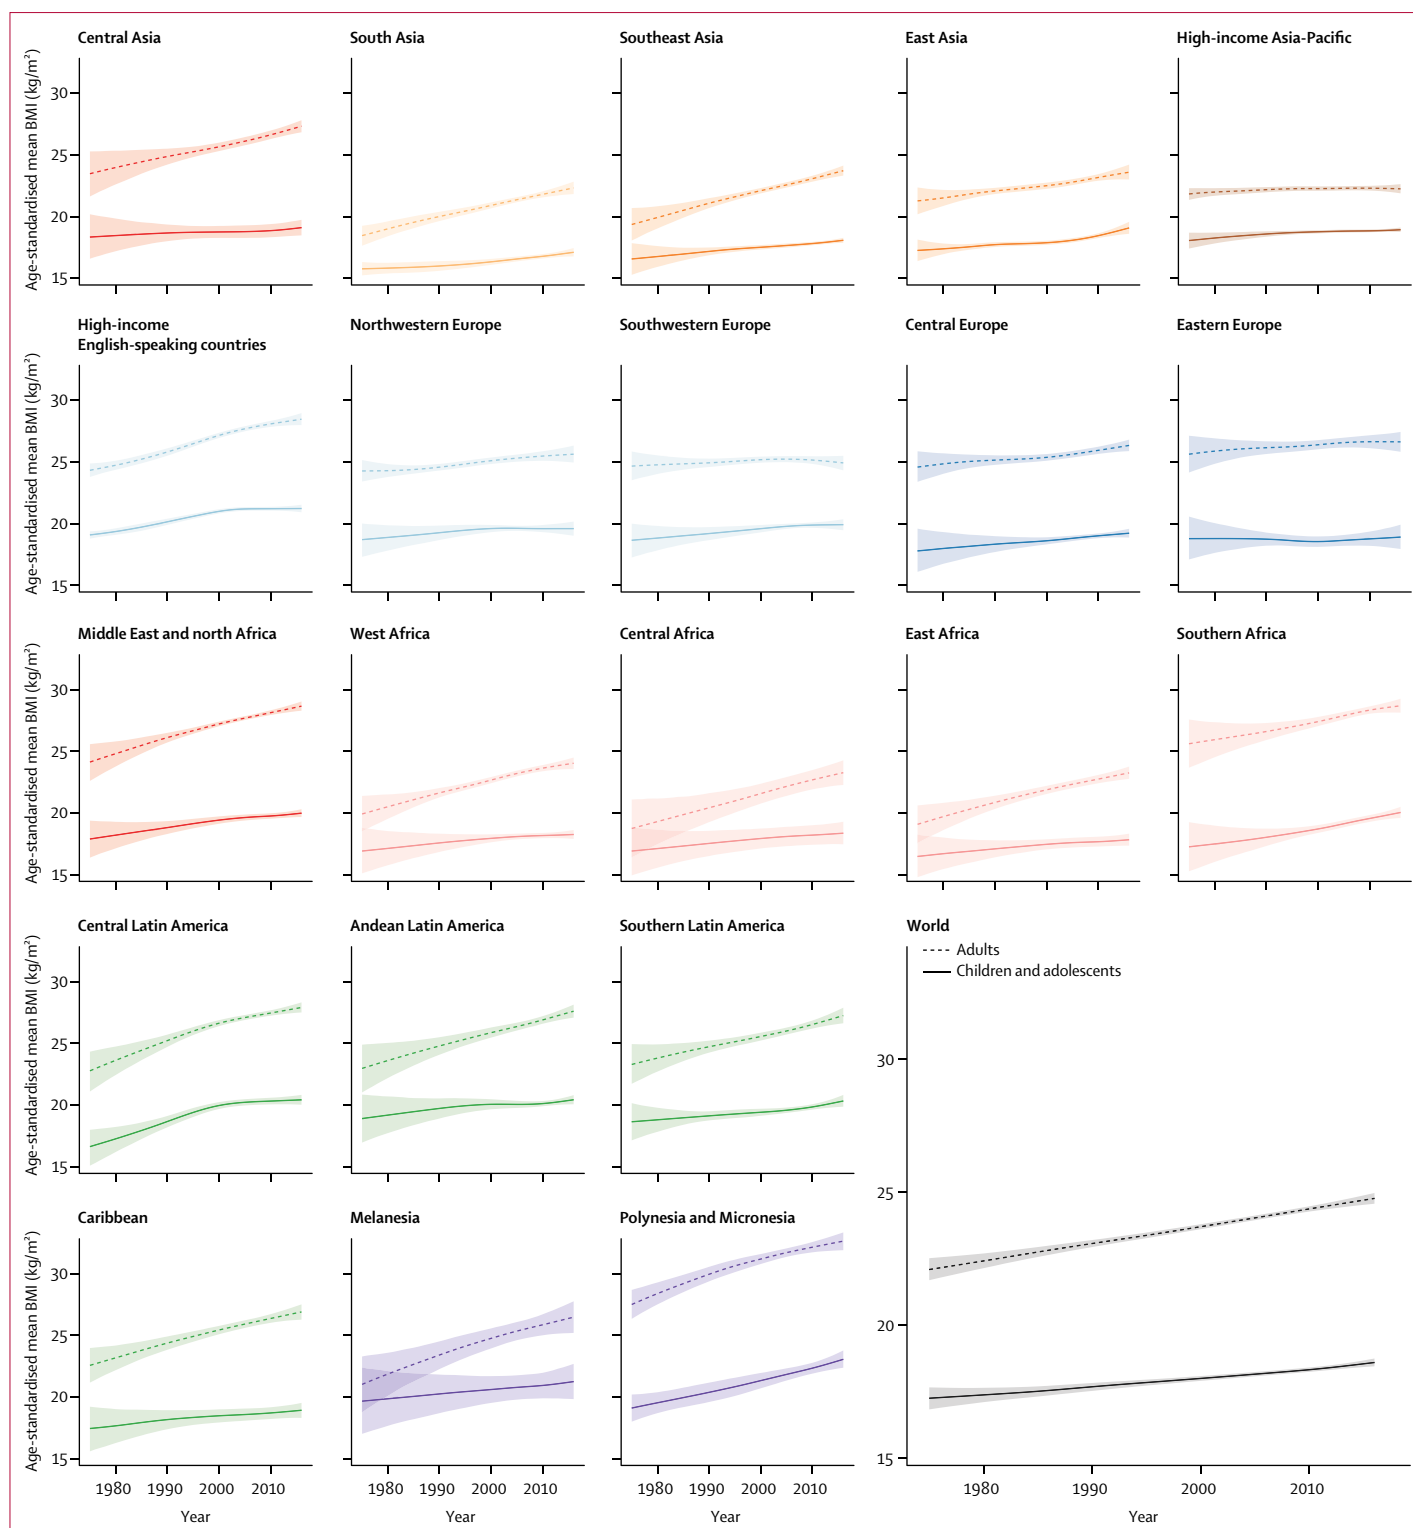 Central Asia
South Asia
Southeast Asia
East Asia
High-income Asia-Pacific
Age-standardised mean BMI (kg/m²)
30
25
20
15
High-income
English-speaking countries
Northwestern Europe
Southwestern Europe
Central Europe
Eastern Europe
Age-standardised mean BMI (kg/m²)
30
25
20
15
Middle East and north Africa
West Africa
Central Africa
East Africa
Southern Africa
Age-standardised mean BMI (kg/m²)
30
25
20
15
Central Latin America
Andean Latin America
Southern Latin America
Age-standardised mean BMI (kg/m²)
30
25
20
15
World
Adults
Children and adolescents
30
25
20
15
1980 1990 2000 2010
Year
Caribbean
Melanesia
Polynesia and Micronesia
Age-standardised mean BMI (kg/m²)
30
25
20
15
1980 1990 2000 2010
Year
1980 1990 2000 2010
Year
1980 1990 2000 2010
Year